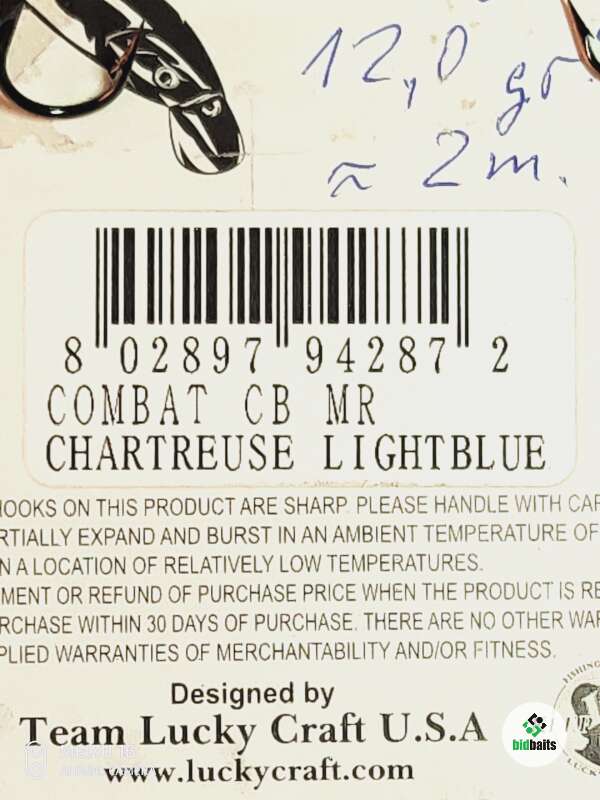 12,0 gr.
≈ 2m.
8 02897 94287 2
COMBAT CB MR
CHARTREUSE LIGHTBLUE
HOOKS ON THIS PRODUCT ARE SHARP. PLEASE HANDLE WITH CAR
RTIALLY EXPAND AND BURST IN AN AMBIENT TEMPERATURE OF
N A LOCATION OF RELATIVELY LOW TEMPERATURES.
MENT OR REFUND OF PURCHASE PRICE WHEN THE PRODUCT IS RE
RCHASE WITHIN 30 DAYS OF PURCHASE. THERE ARE NO OTHER WAR
PLIED WARRANTIES OF MERCHANTABILITY AND/OR FITNESS.
Designed by
Team Lucky Craft U.S.A
www.luckycraft.com
FISHING
bidbaits